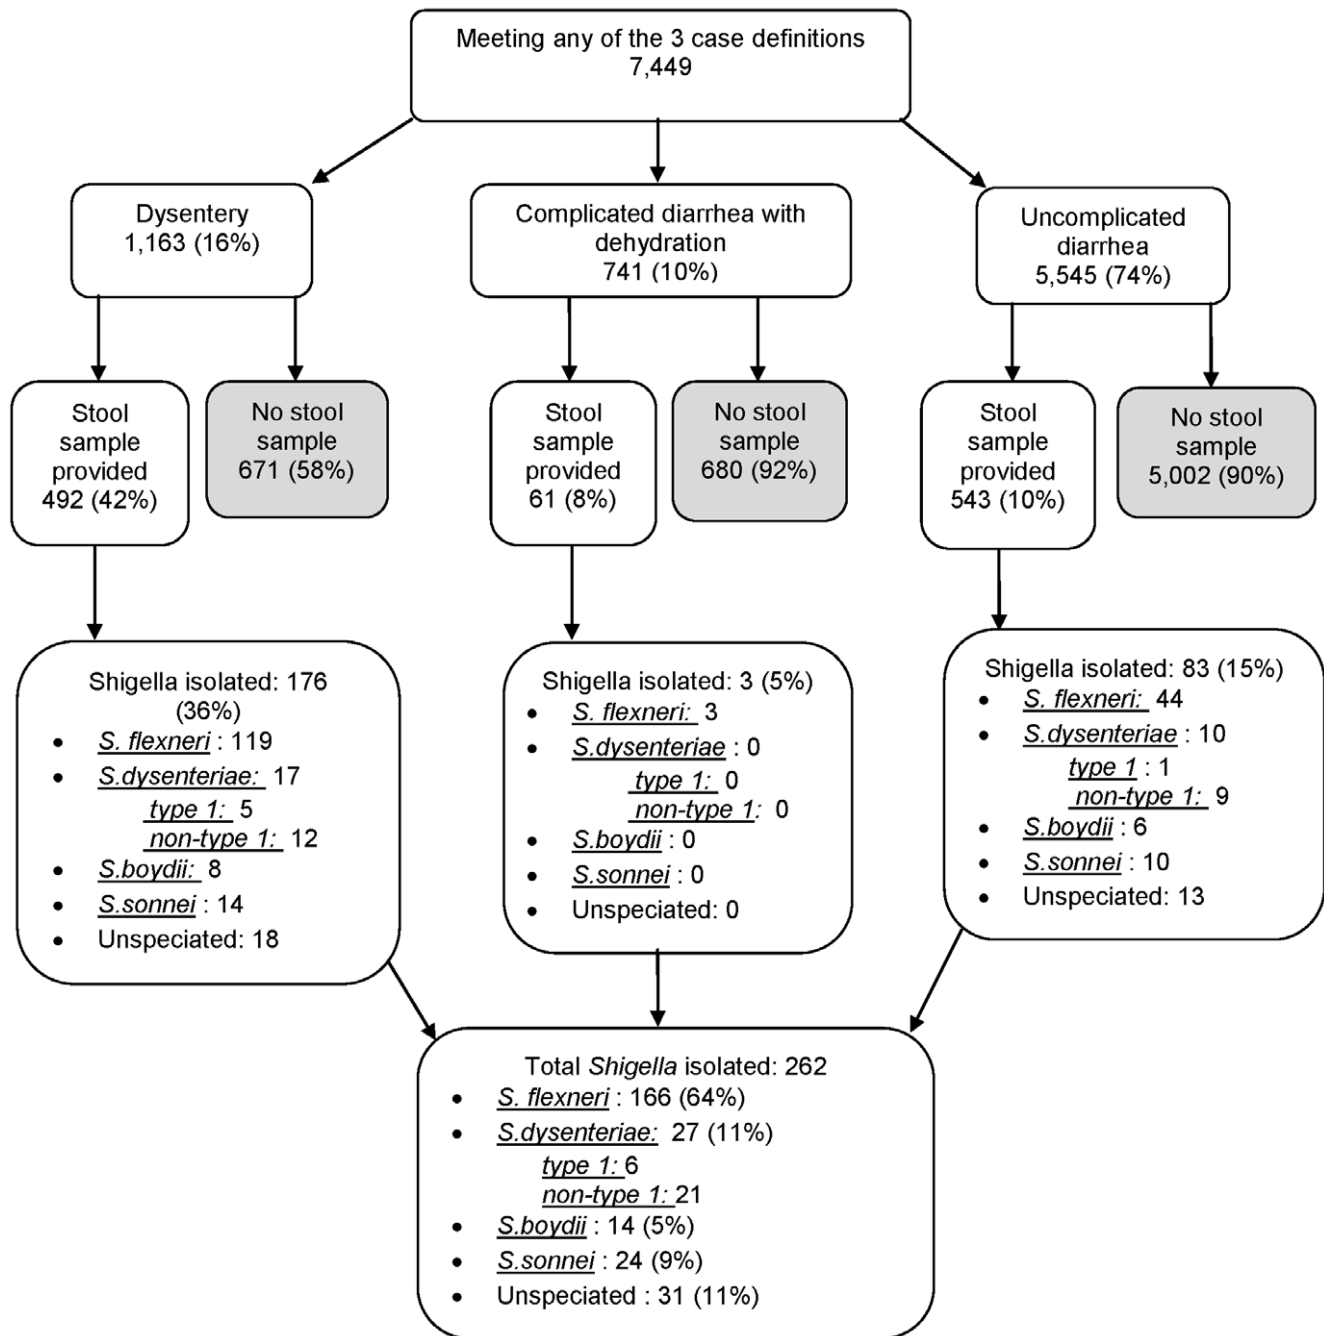 Meeting any of the 3 case definitions
7,449
Dysentery
1,163 (16%)
Complicated diarrhea with
dehydration
741 (10%)
Uncomplicated
diarrhea
5,545 (74%)
Stool
sample
provided
492 (42%)
No stool
sample
671 (58%)
Stool
sample
provided
61 (8%)
No stool
sample
680 (92%)
Stool
sample
provided
543 (10%)
No stool
sample
5,002 (90%)
Shigella isolated: 176
(36%)
• S. flexneri : 119
• S.dysenteriae: 17
type 1: 5
non-type 1: 12
• S.boydii: 8
• S.sonnei : 14
• Unspeciated: 18
Shigella isolated: 3 (5%)
• S. flexneri: 3
• S.dysenteriae : 0
type 1: 0
non-type 1: 0
• S.boydii : 0
• S.sonnei : 0
• Unspeciated: 0
Shigella isolated: 83 (15%)
• S. flexneri: 44
• S.dysenteriae : 10
type 1 : 1
non-type 1: 9
• S.boydii : 6
• S.sonnei : 10
• Unspeciated: 13
Total Shigella isolated: 262
• S. flexneri : 166 (64%)
• S.dysenteriae: 27 (11%)
type 1: 6
non-type 1: 21
• S.boydii : 14 (5%)
• S.sonnei : 24 (9%)
• Unspeciated : 31 (11%)